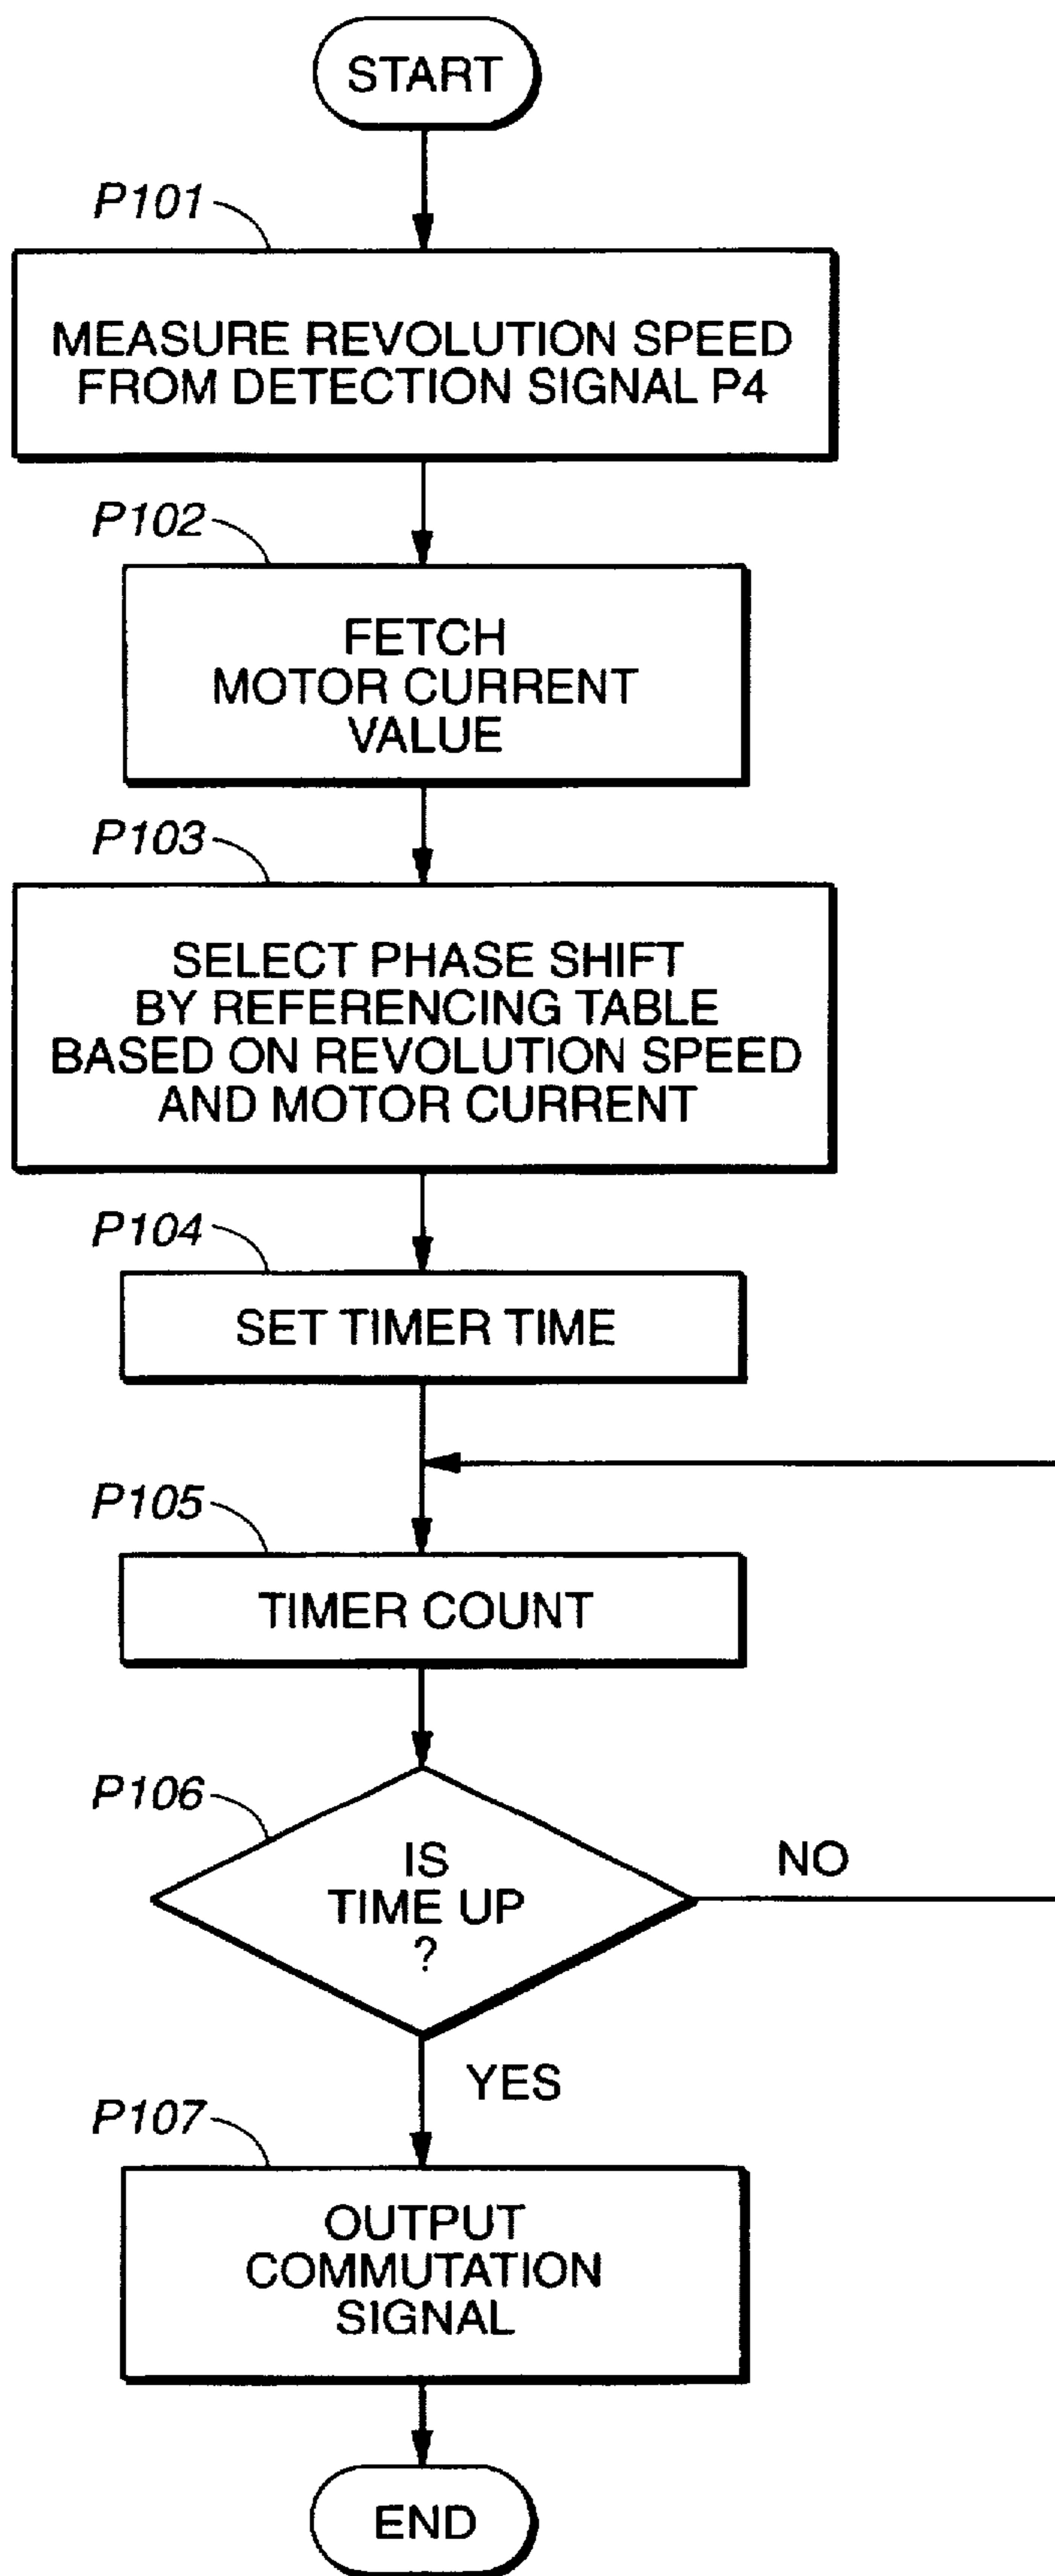 START
P101
MEASURE REVOLUTION SPEED
FROM DETECTION SIGNAL P4
P102
FETCH
MOTOR CURRENT
VALUE
P103
SELECT PHASE SHIFT
BY REFERENCING TABLE
BASED ON REVOLUTION SPEED
AND MOTOR CURRENT
P104
SET TIMER TIME
P105
TIMER COUNT
P106
IS
TIME UP
?
NO
YES
P107
OUTPUT
COMMUTATION
SIGNAL
END